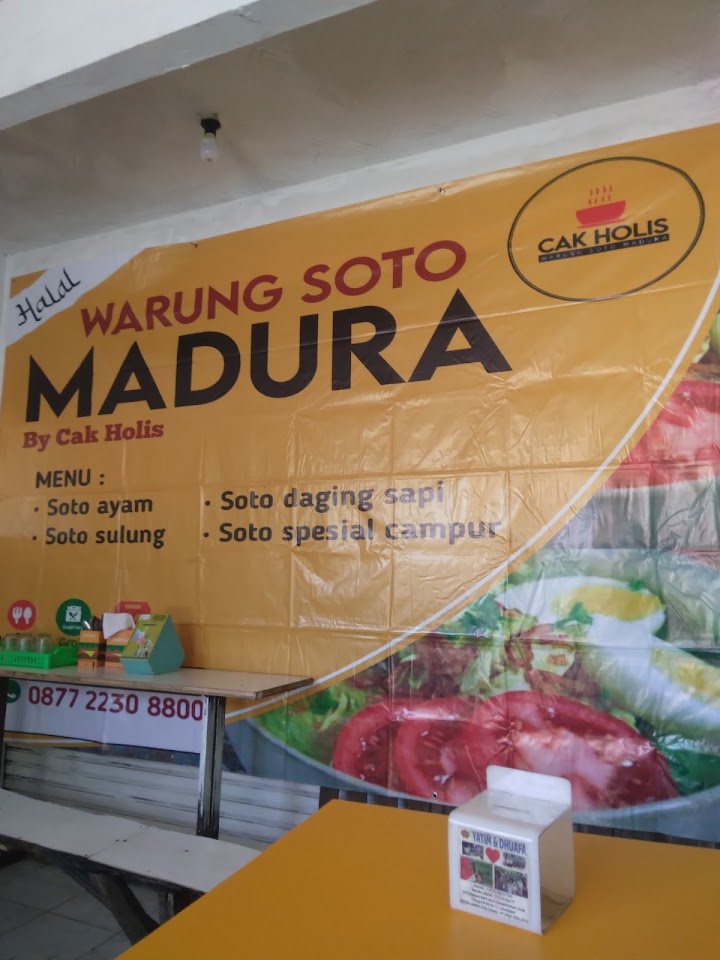 Halal
CAK HOLIS
WARUNG SOTO MADURA
WARUNG SOTO
MADURA
By Cak Holis
MENU :
• Soto ayam
• Soto sulung
• Soto daging sapi
• Soto spesial campur
0877 2230 8800
YATIM & DHUAFA